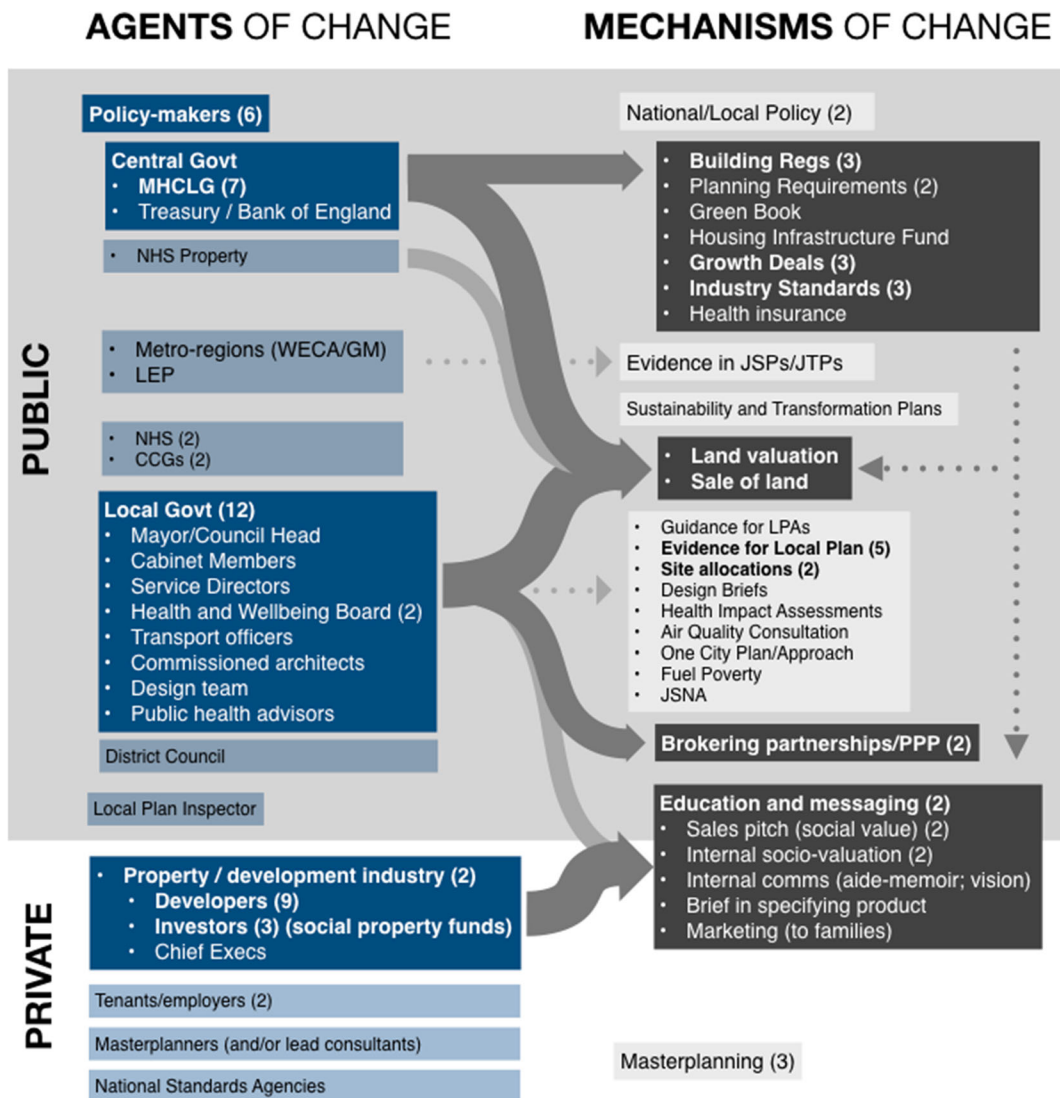 AGENTS OF CHANGE
MECHANISMS OF CHANGE
PUBLIC
Policy-makers (6)
Central Govt
• MHCLG (7)
• Treasury / Bank of England
• NHS Property
• Metro-regions (WECA/GM)
• LEP
• NHS (2)
• CCGs (2)
Local Govt (12)
• Mayor/Council Head
• Cabinet Members
• Service Directors
• Health and Wellbeing Board (2)
• Transport officers
• Commissioned architects
• Design team
• Public health advisors
District Council
Local Plan Inspector
National/Local Policy (2)
• Building Regs (3)
• Planning Requirements (2)
• Green Book
• Housing Infrastructure Fund
• Growth Deals (3)
• Industry Standards (3)
• Health insurance
Evidence in JSPs/JTPs
Sustainability and Transformation Plans
• Land valuation
• Sale of land
• Guidance for LPAs
• Evidence for Local Plan (5)
• Site allocations (2)
• Design Briefs
• Health Impact Assessments
• Air Quality Consultation
• One City Plan/Approach
• Fuel Poverty
• JSNA
Brokering partnerships/PPP (2)
Education and messaging (2)
• Sales pitch (social value) (2)
• Internal socio-valuation (2)
• Internal comms (aide-memoir; vision)
• Brief in specifying product
• Marketing (to families)
PRIVATE
• Property / development industry (2)
• Developers (9)
• Investors (3) (social property funds)
• Chief Execs
Tenants/employers (2)
Masterplanners (and/or lead consultants)
National Standards Agencies
Masterplanning (3)